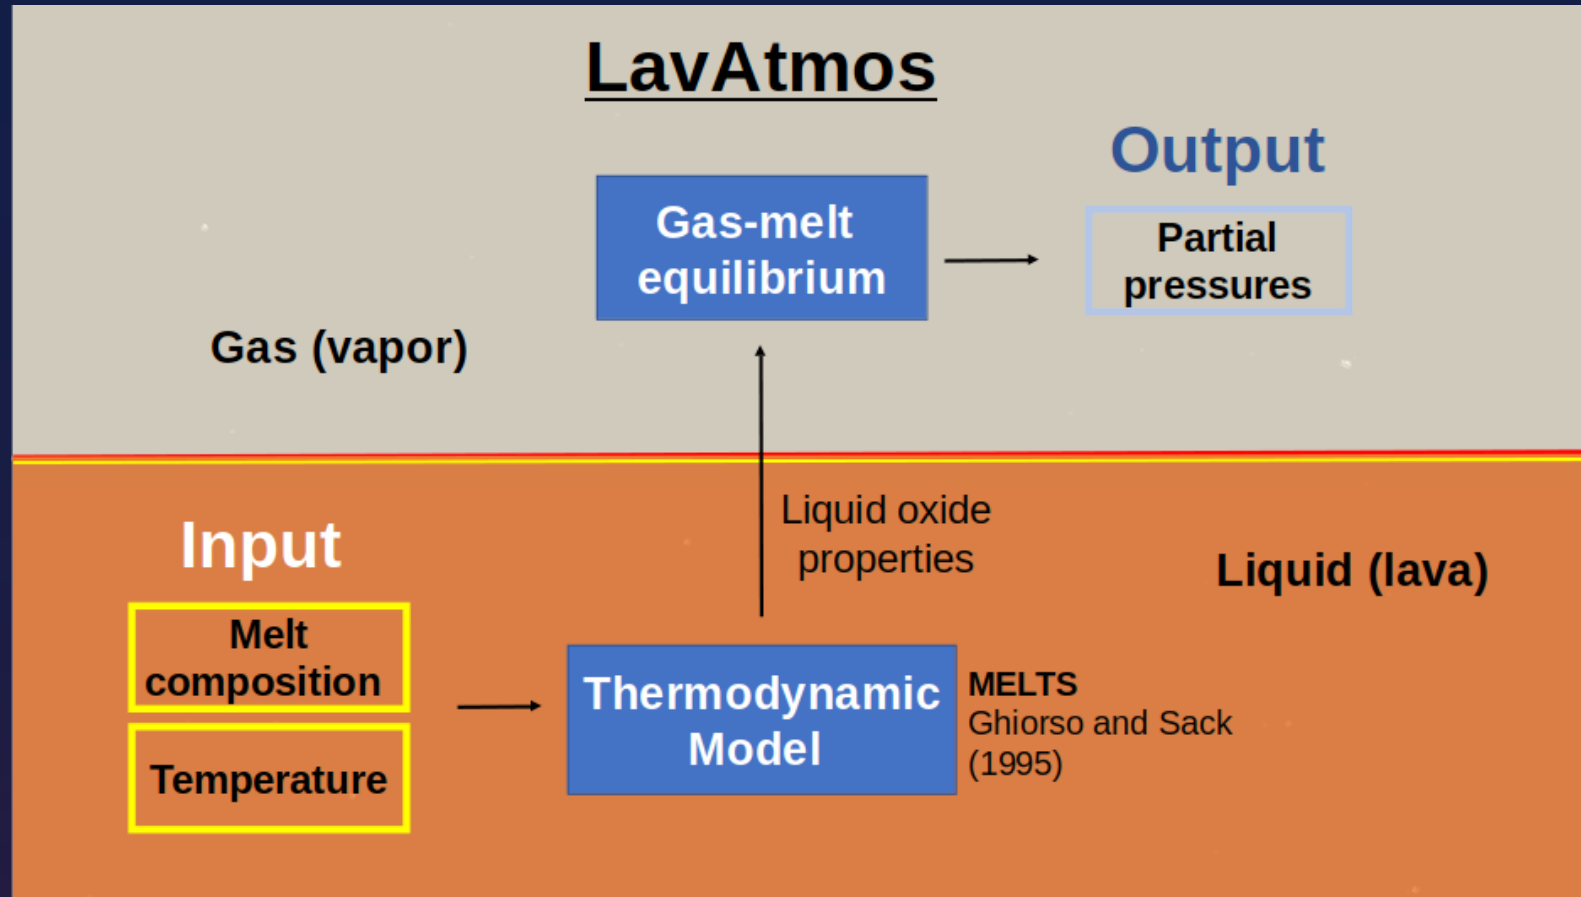 LavAtmos
Output
Gas-melt
equilibrium
Partial
pressures
Gas (vapor)
Liquid oxide
properties
Input
Liquid (lava)
Melt
composition
Temperature
Thermodynamic
Model
MELTS
Ghiorso and Sack
(1995)